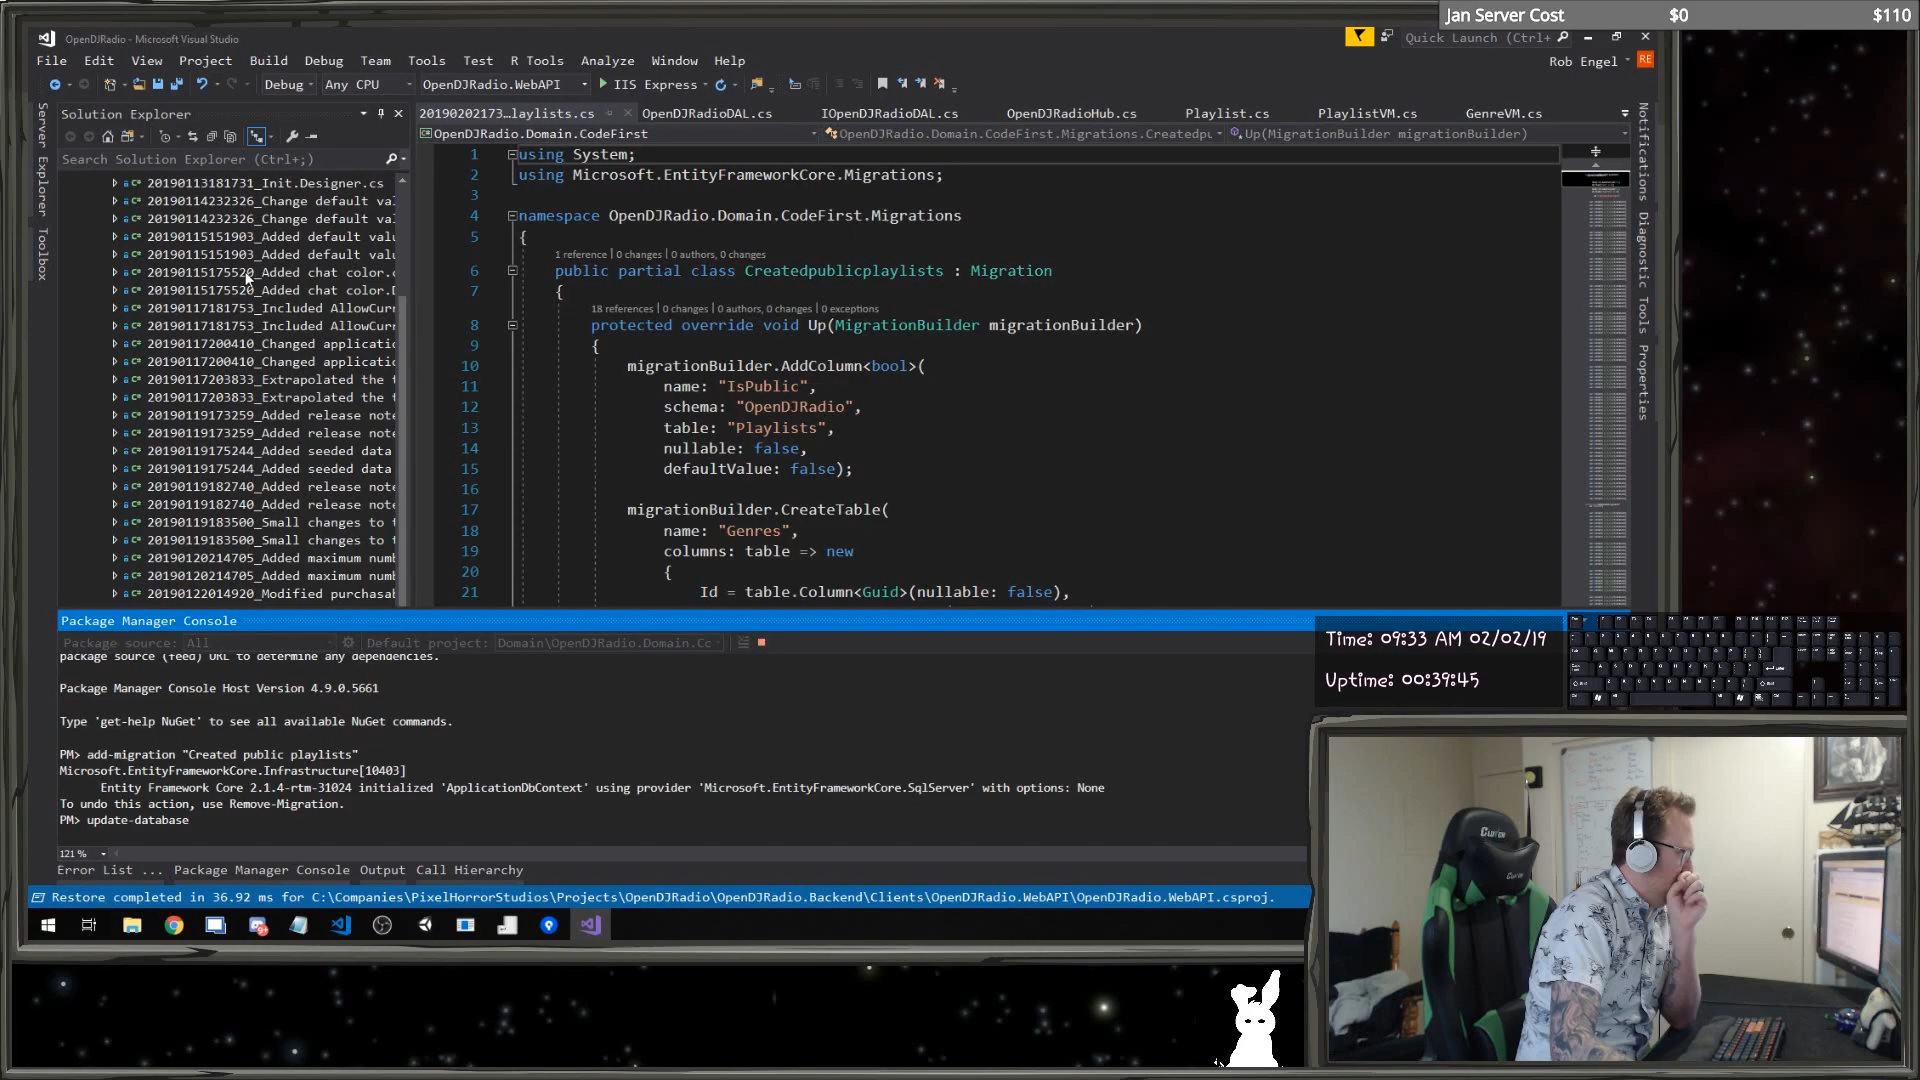 Jan Server Cost $0 $110
OpenDJRadio - Microsoft Visual Studio
Quick Launch (Ctrl+
File Edit View Project Build Debug Team Tools Test R Tools Analyze Window Help
Rob Engel RE
Debug Any CPU OpenDJRadio.WebAPI IIS Express
Solution Explorer
20190202173...laylists.cs OpenDJRadioDAL.cs IOpenDJRadioDAL.cs OpenDJRadioHub.cs Playlist.cs PlaylistVM.cs GenreVM.cs
OpenDJRadio.Domain.CodeFirst OpenDJRadio.Domain.CodeFirst.Migrations.Createdpu Up(MigrationBuilder migrationBuilder)
Search Solution Explorer (Ctrl+;)
Server Explorer
Toolbox
Notifications
Diagnostic Tools
Properties
20190113181731_Init.Designer.cs
20190114232326_Change default val
20190114232326_Change default val
20190115151903_Added default valu
20190115151903_Added default valu
20190115175520_Added chat color.c
20190115175520_Added chat color.D
20190117181753_Included AllowCurr
20190117181753_Included AllowCurr
20190117200410_Changed applicatio
20190117200410_Changed applicatio
20190117203833_Extrapolated the t
20190117203833_Extrapolated the t
20190119173259_Added release note
20190119173259_Added release note
20190119175244_Added seeded data
20190119175244_Added seeded data
20190119182740_Added release note
20190119182740_Added release note
20190119183500_Small changes to t
20190119183500_Small changes to t
20190120214705_Added maximum numb
20190120214705_Added maximum numb
20190122014920_Modified purchasab
1 using System;
2 using Microsoft.EntityFrameworkCore.Migrations;
3
4 namespace OpenDJRadio.Domain.CodeFirst.Migrations
5 {
1 reference | 0 changes | 0 authors, 0 changes
6 public partial class Createdpublicplaylists : Migration
7 {
18 references | 0 changes | 0 authors, 0 changes | 0 exceptions
8 protected override void Up(MigrationBuilder migrationBuilder)
9 {
10 migrationBuilder.AddColumn<bool>(
11 name: "IsPublic",
12 schema: "OpenDJRadio",
13 table: "Playlists",
14 nullable: false,
15 defaultValue: false);
16
17 migrationBuilder.CreateTable(
18 name: "Genres",
19 columns: table => new
20 {
21 Id = table.Column<Guid>(nullable: false),
Package Manager Console
Package source: All Default project: Domain\OpenDJRadio.Domain.Cc
package source (feed) URL to determine any dependencies.
Package Manager Console Host Version 4.9.0.5661
Type 'get-help NuGet' to see all available NuGet commands.
PM> add-migration "Created public playlists"
Microsoft.EntityFrameworkCore.Infrastructure[10403]
Entity Framework Core 2.1.4-rtm-31024 initialized 'ApplicationDbContext' using provider 'Microsoft.EntityFrameworkCore.SqlServer' with options: None
To undo this action, use Remove-Migration.
PM> update-database
121 %
Error List ... Package Manager Console Output Call Hierarchy
Restore completed in 36.92 ms for C:\Companies\PixelHorrorStudios\Projects\OpenDJRadio\OpenDJRadio.Backend\Clients\OpenDJRadio.WebAPI\OpenDJRadio.WebAPI.csproj.
Time: 09:33 AM 02/02/19
Uptime: 00:39:45